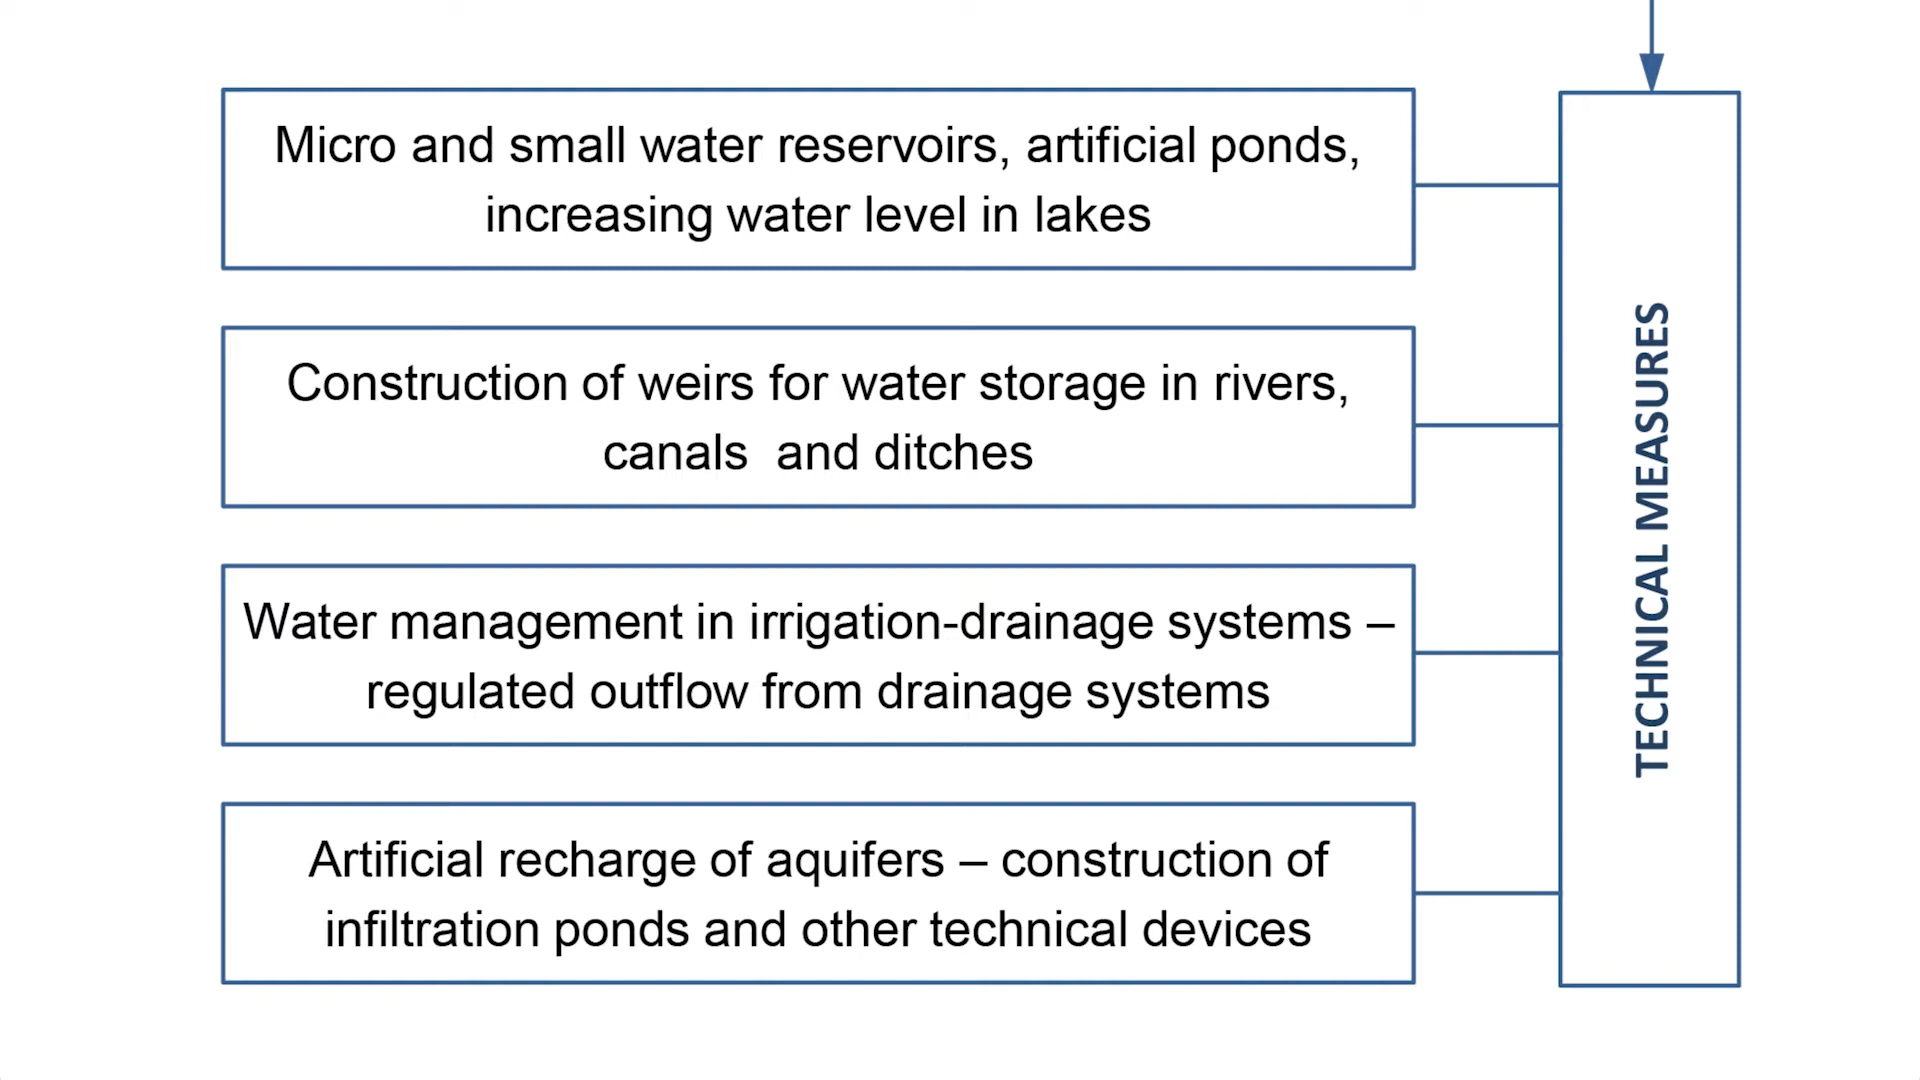 Micro and small water reservoirs, artificial ponds,
increasing water level in lakes
Construction of weirs for water storage in rivers,
canals  and ditches
Water management in irrigation-drainage systems –
regulated outflow from drainage systems
Artificial recharge of aquifers – construction of
infiltration ponds and other technical devices
TECHNICAL MEASURES